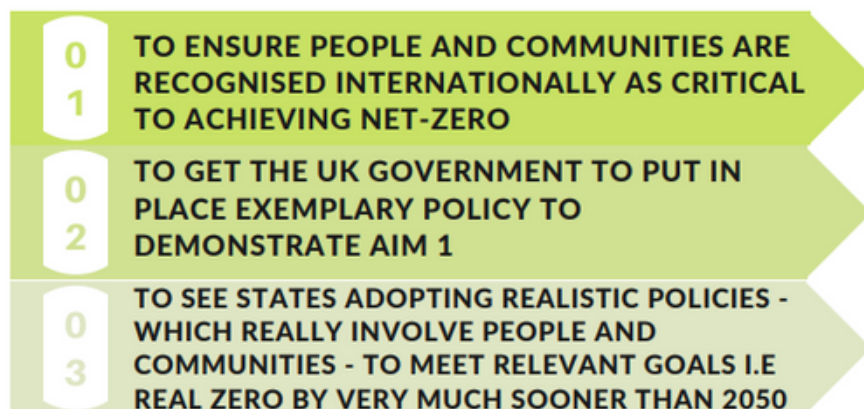 01
TO ENSURE PEOPLE AND COMMUNITIES ARE
RECOGNISED INTERNATIONALLY AS CRITICAL
TO ACHIEVING NET-ZERO
02
TO GET THE UK GOVERNMENT TO PUT IN
PLACE EXEMPLARY POLICY TO
DEMONSTRATE AIM 1
03
TO SEE STATES ADOPTING REALISTIC POLICIES -
WHICH REALLY INVOLVE PEOPLE AND
COMMUNITIES - TO MEET RELEVANT GOALS I.E
REAL ZERO BY VERY MUCH SOONER THAN 2050